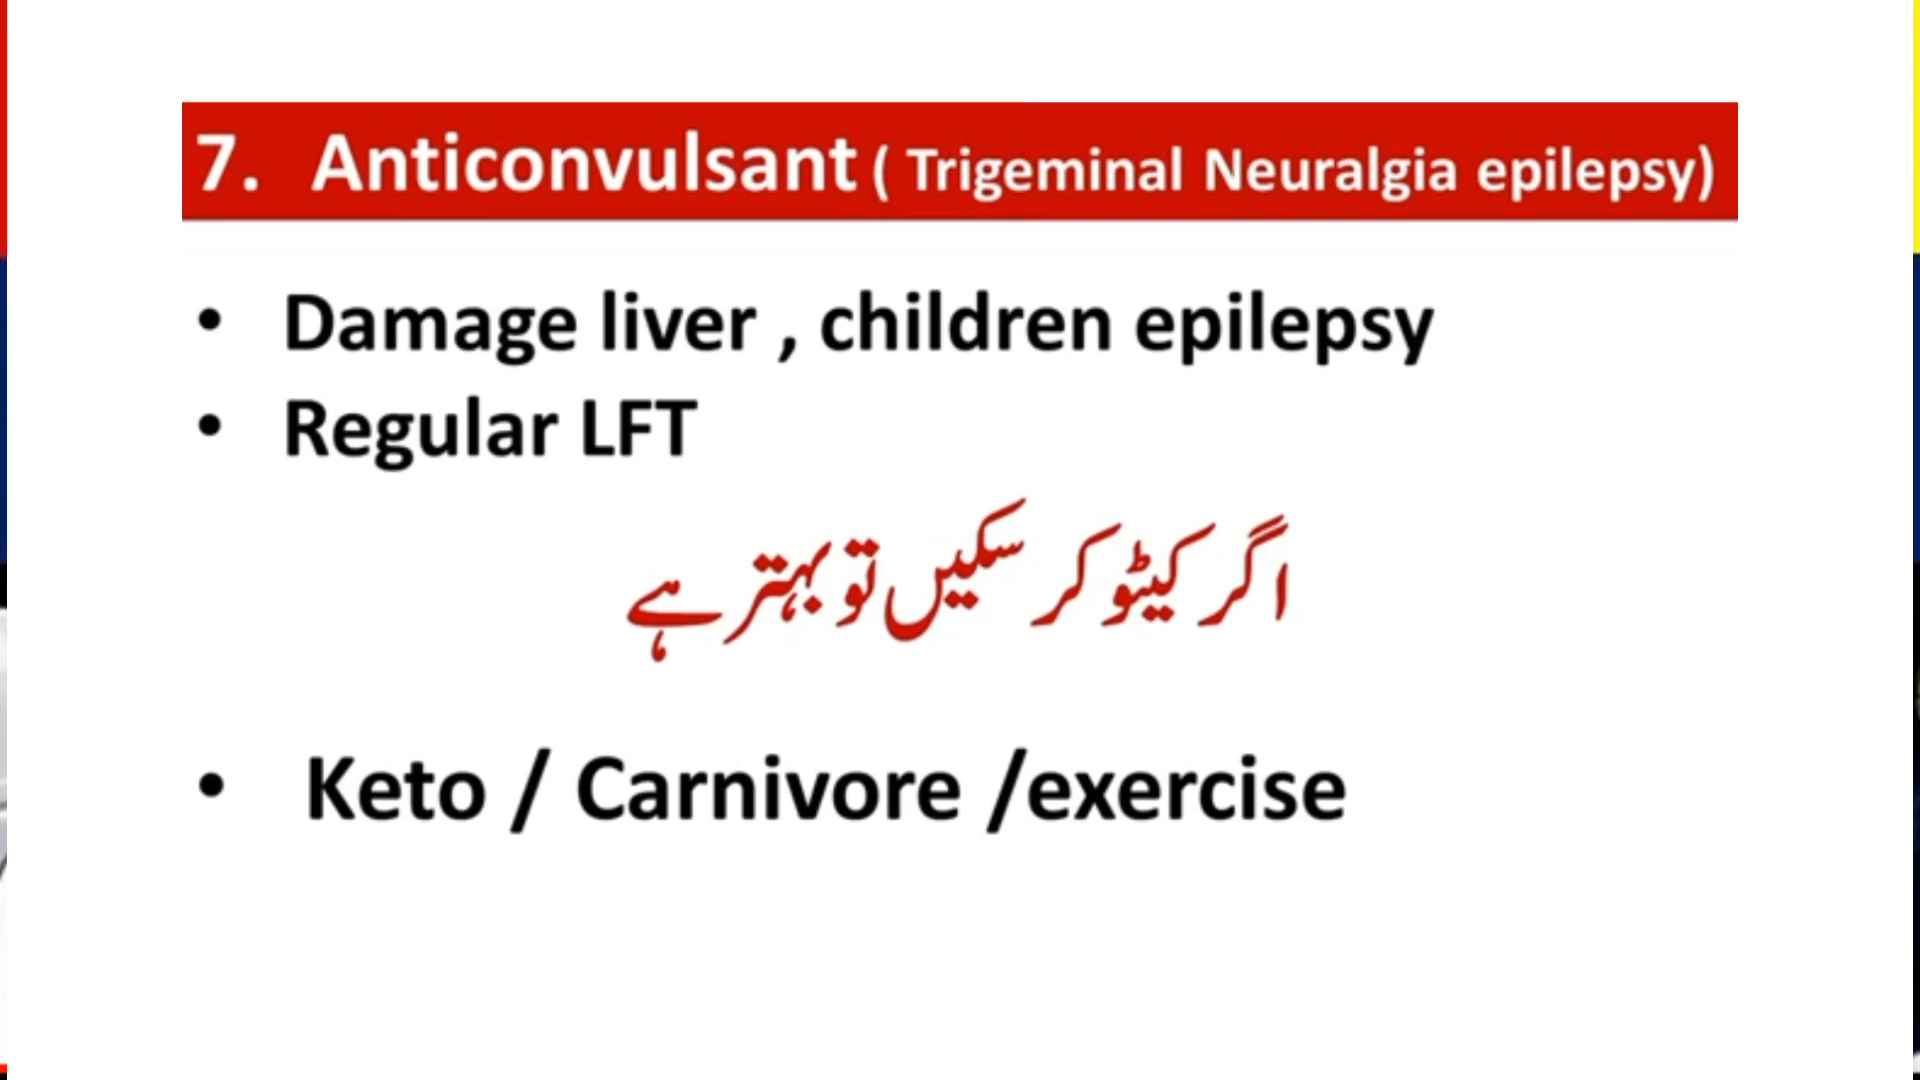 7. Anticonvulsant ( Trigeminal Neuralgia epilepsy)
• Damage liver , children epilepsy
• Regular LFT
اگر کیٹو کر سکیں تو بہتر ہے
• Keto / Carnivore /exercise